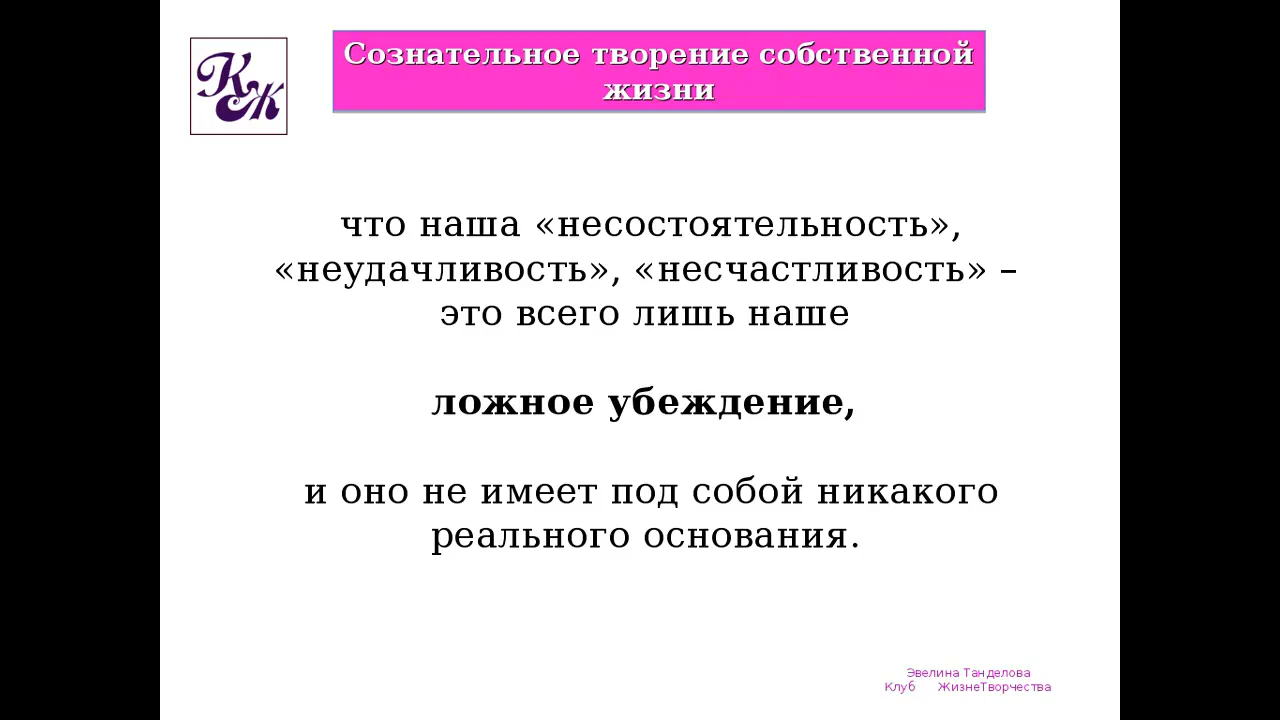 КЖ
Сознательное творение собственной
жизни
что наша «несостоятельность»,
«неудачливость», «несчастливость» –
это всего лишь наше
ложное убеждение,
и оно не имеет под собой никакого
реального основания.
Эвелина Танделова
Клуб ЖизнеТворчества